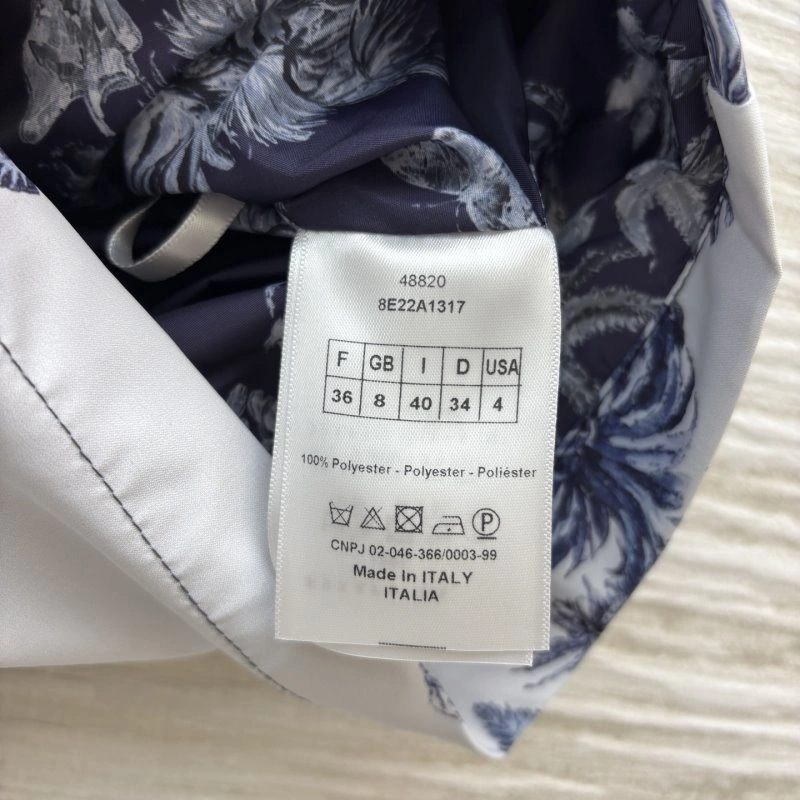 48820
8E22A1317
F GB I D USA
36 8 40 34 4
100% Polyester - Polyester - Poliéster
P
CNPJ 02-046-366/0003-99
Made in ITALY
ITALIA